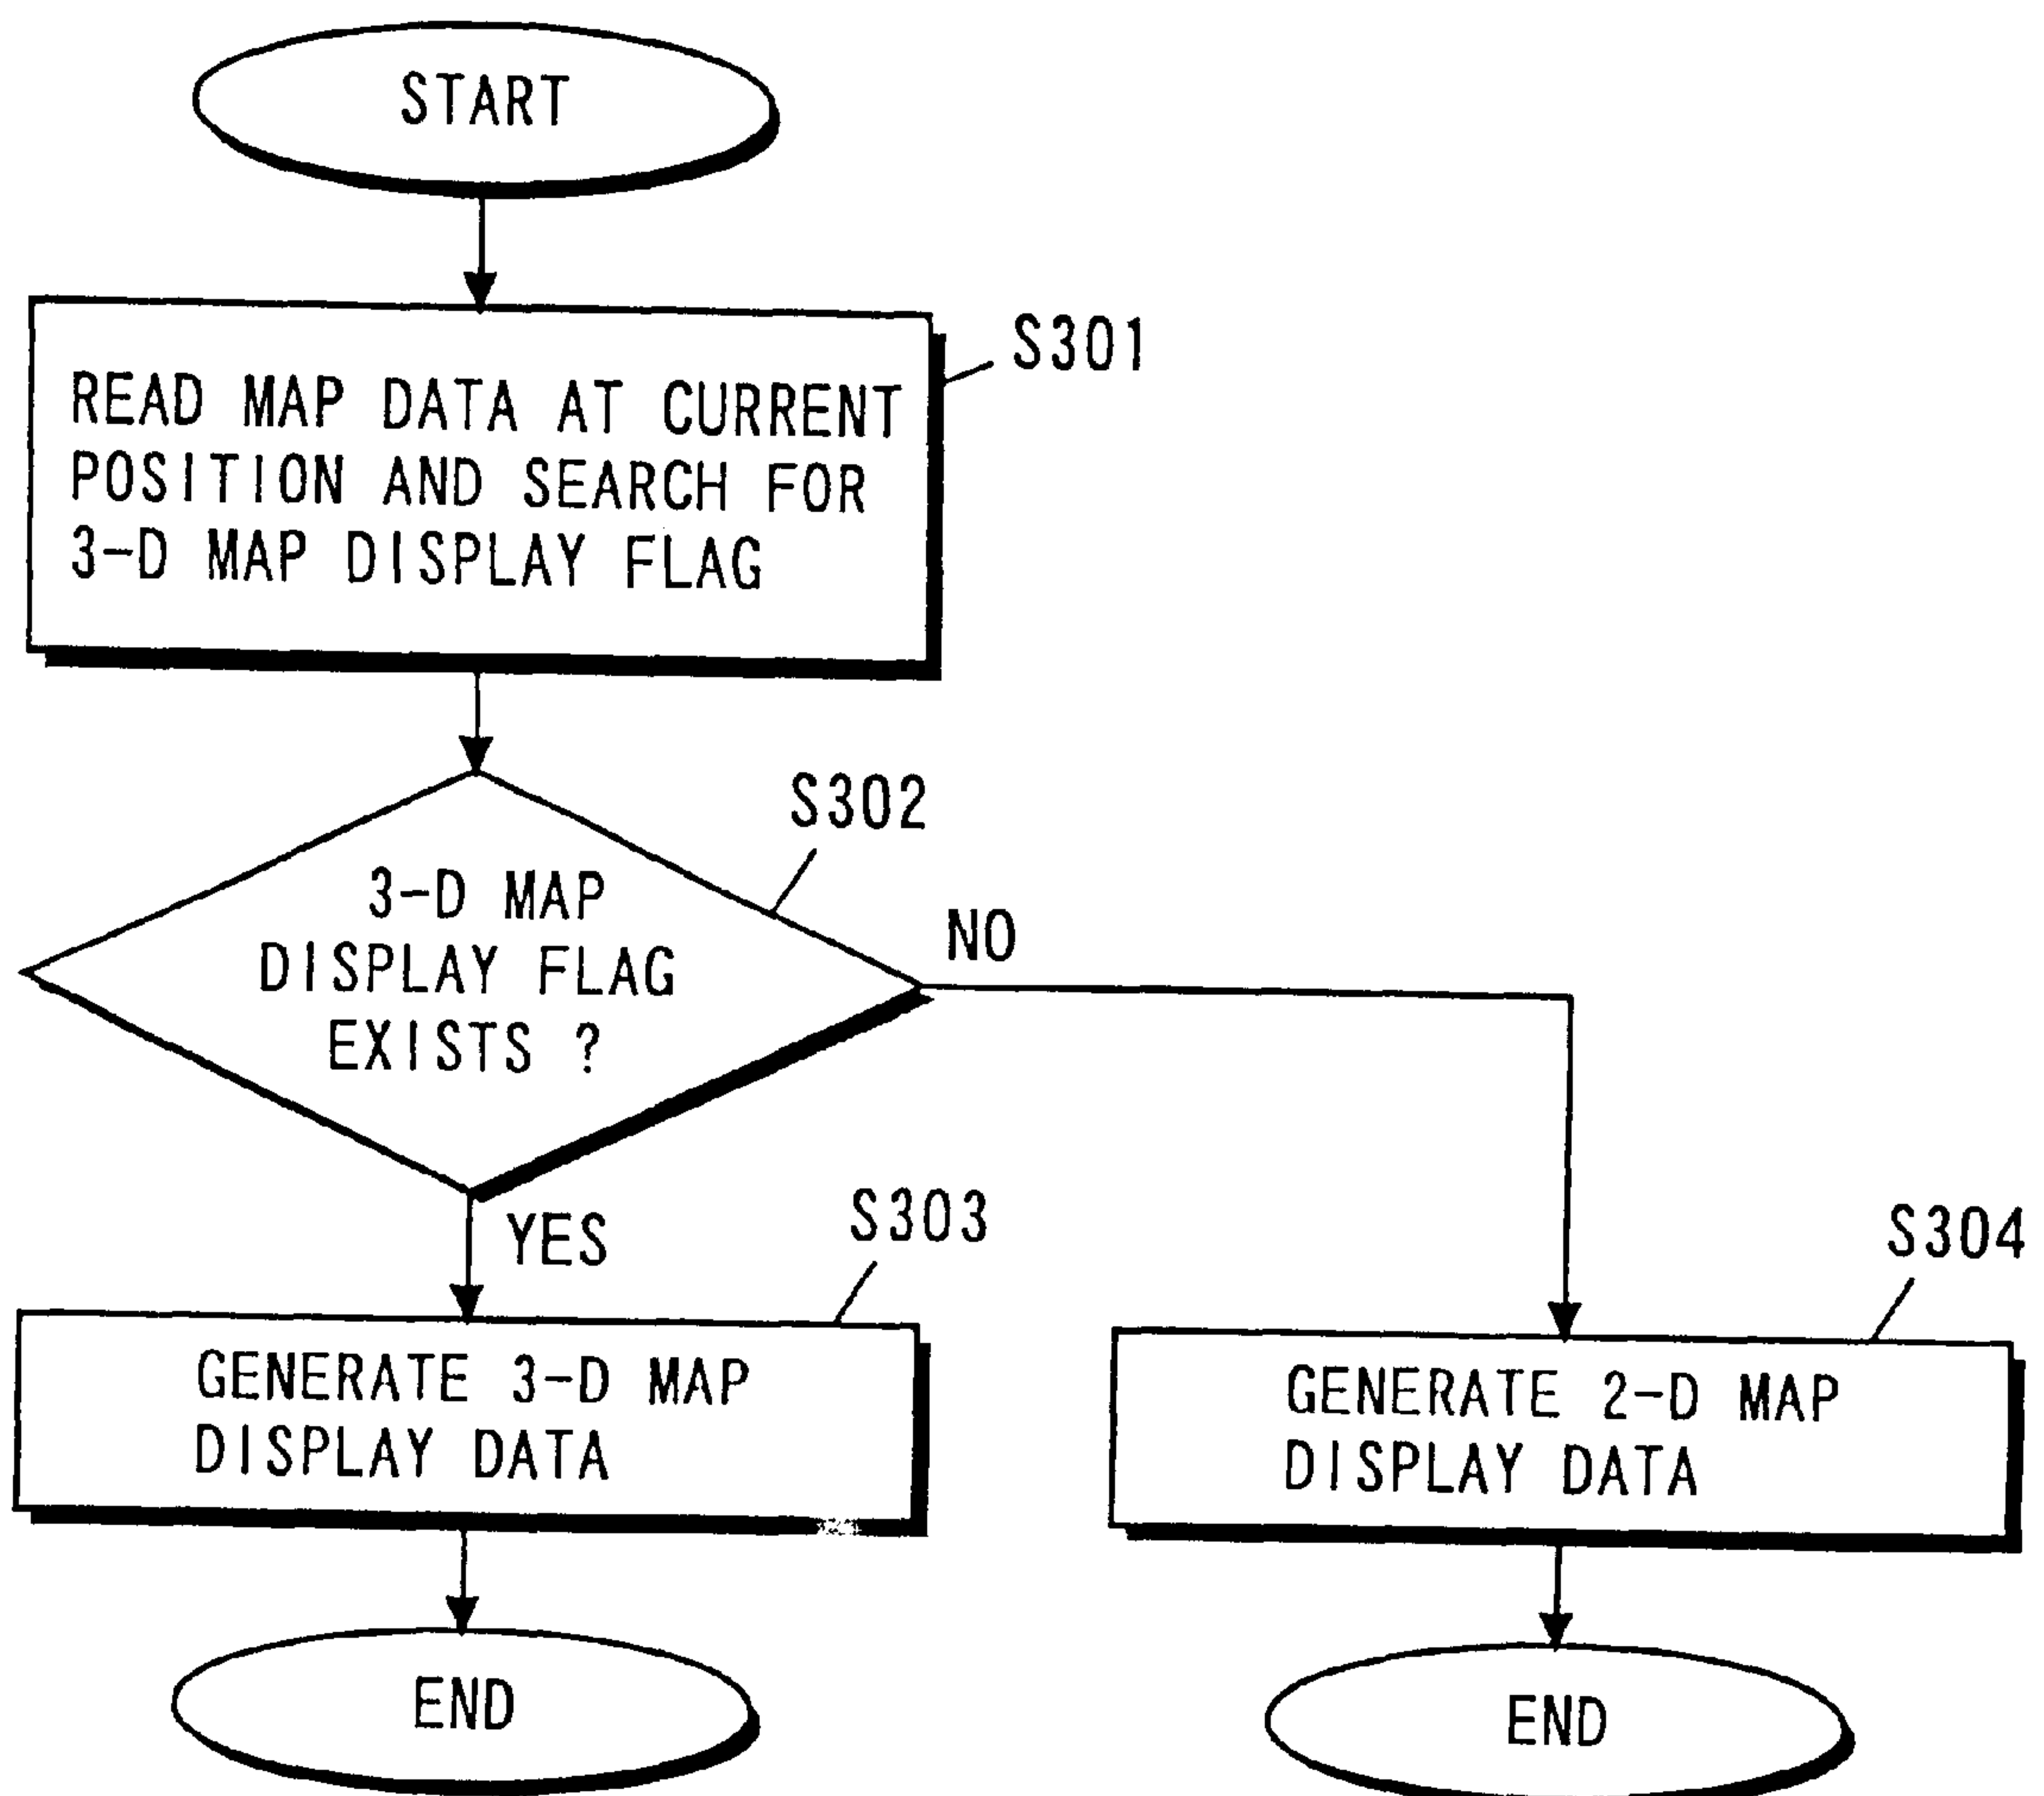 START
S301
READ MAP DATA AT CURRENT
POSITION AND SEARCH FOR
3-D MAP DISPLAY FLAG
S302
3-D MAP
DISPLAY FLAG
EXISTS ?
NO
YES
S303
GENERATE 3-D MAP
DISPLAY DATA
S304
GENERATE 2-D MAP
DISPLAY DATA
END
END